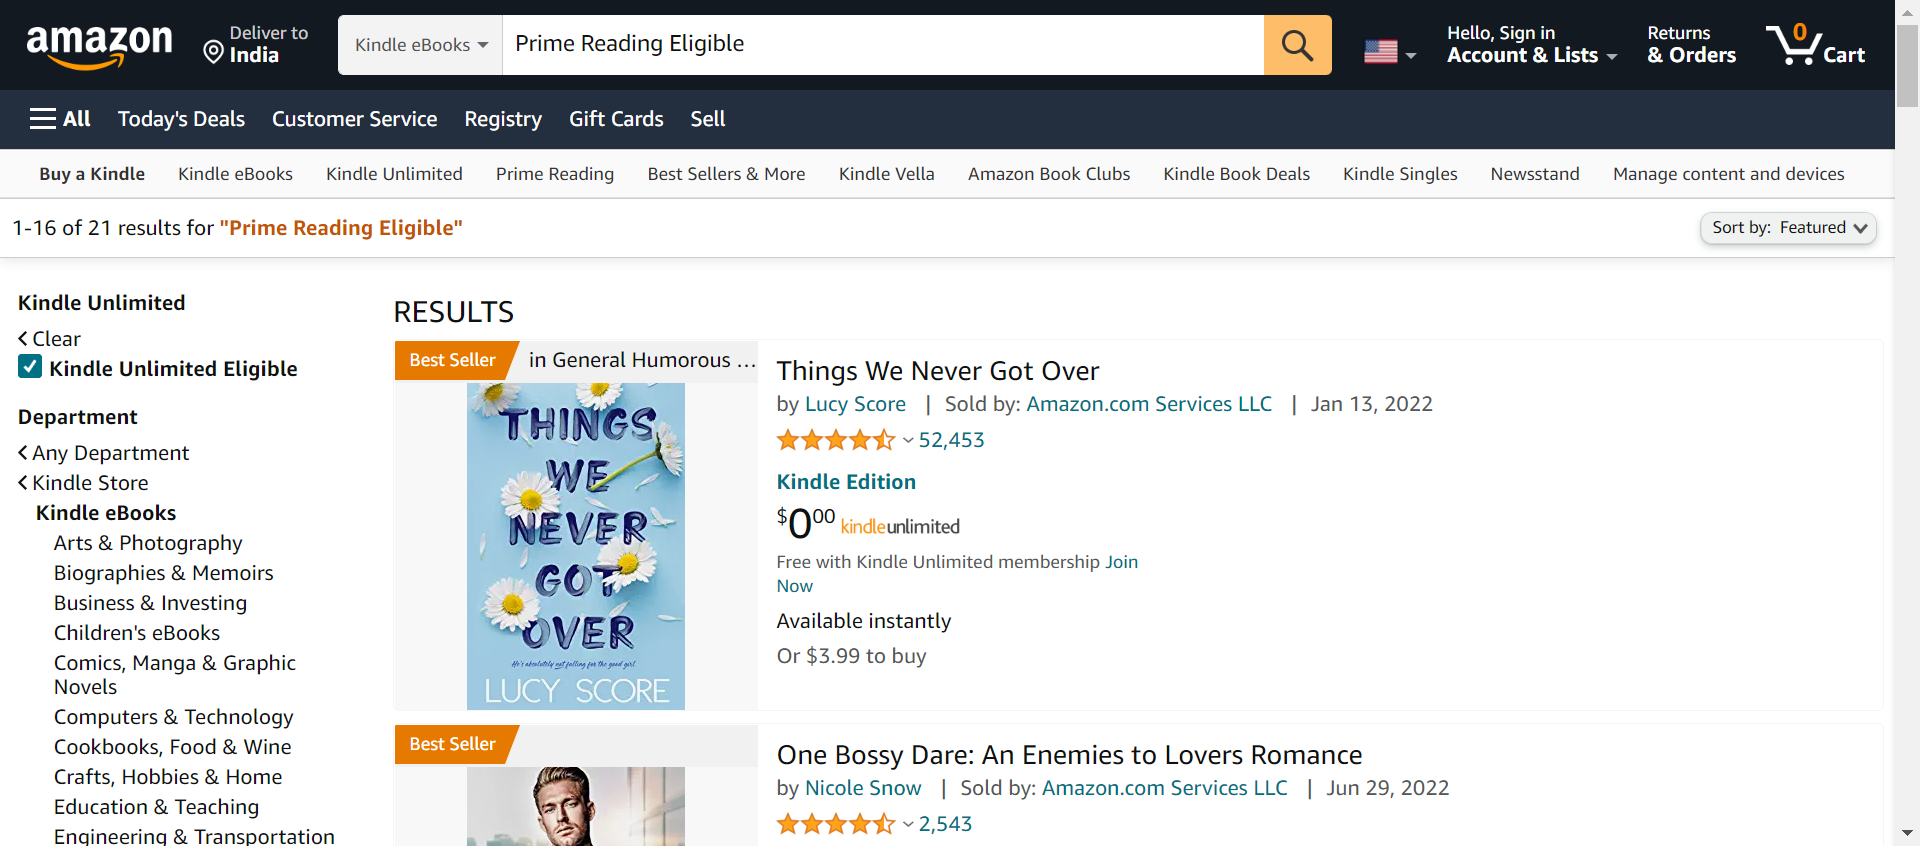 amazon
Deliver to
India
Kindle eBooks
Prime Reading Eligible
Hello, Sign in
Account & Lists
Returns
& Orders
0
Cart
All
Today's Deals
Customer Service
Registry
Gift Cards
Sell
Buy a Kindle
Kindle eBooks
Kindle Unlimited
Prime Reading
Best Sellers & More
Kindle Vella
Amazon Book Clubs
Kindle Book Deals
Kindle Singles
Newsstand
Manage content and devices
1-16 of 21 results for "Prime Reading Eligible"
Sort by: Featured
Kindle Unlimited
Clear
Kindle Unlimited Eligible
Department
Any Department
Kindle Store
Kindle eBooks
Arts & Photography
Biographies & Memoirs
Business & Investing
Children's eBooks
Comics, Manga & Graphic
Novels
Computers & Technology
Cookbooks, Food & Wine
Crafts, Hobbies & Home
Education & Teaching
Engineering & Transportation
RESULTS
Best Seller
in General Humorous ...
THINGS
WE
NEVER
GOT
OVER
He's absolutely not falling for the good girl.
LUCY SCORE
Things We Never Got Over
by Lucy Score | Sold by: Amazon.com Services LLC | Jan 13, 2022
52,453
Kindle Edition
$000 kindleunlimited
Free with Kindle Unlimited membership Join
Now
Available instantly
Or $3.99 to buy
Best Seller
One Bossy Dare: An Enemies to Lovers Romance
by Nicole Snow | Sold by: Amazon.com Services LLC | Jun 29, 2022
2,543